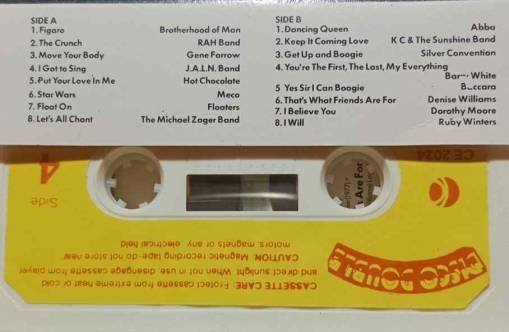 SIDE A
1. Figaro Brotherhood of Man
2. The Crunch RAH Band
3. Move Your Body Gene Farrow
4. I Got to Sing J.A.L.N. Band
5. Put Your Love In Me Hot Chocolate
6. Star Wars Meco
7. Float On Floaters
8. Let's All Chant The Michael Zager Band
SIDE B
1. Dancing Queen Abba
2. Keep It Coming Love K C & The Sunshine Band
3. Get Up and Boogie Silver Convention
4. You're The First, The Last, My Everything
White
5 Yes Sir I Can Boogie
6. That's What Friends Are For Denise Williams
7. I Believe You Dorothy Moore
8. I Will Ruby Winters
CE 2024
Side 4
s Are For
(1977)
DISCO DOUBLE
CASSETTE CARE: Protect cassette from extreme heat or cold
and direct sunlight. When not in use, disengage cassette from player
CAUTION: Magnetic recording tape-do not store near
motors, magnets or any electrical field